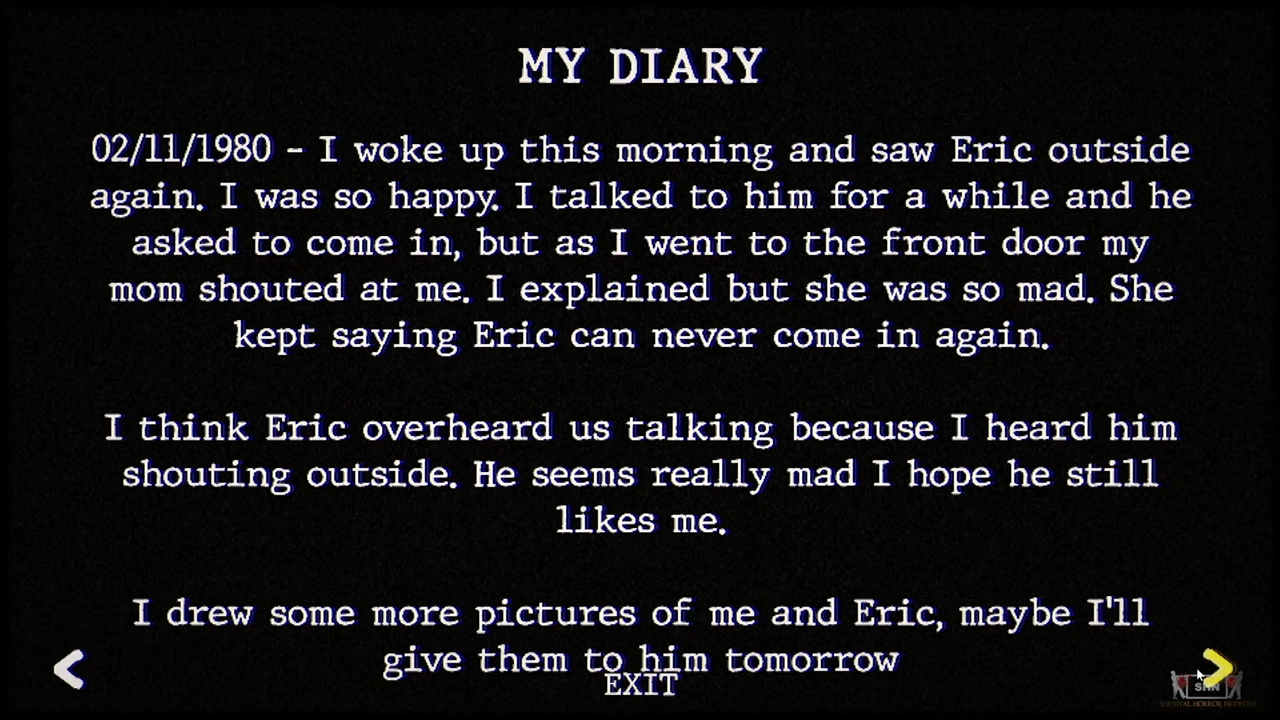 MY DIARY
02/11/1980 - I woke up this morning and saw Eric outside
again. I was so happy. I talked to him for a while and he
asked to come in, but as I went to the front door my
mom shouted at me. I explained but she was so mad. She
kept saying Eric can never come in again.
I think Eric overheard us talking because I heard him
shouting outside. He seems really mad I hope he still
likes me.
I drew some more pictures of me and Eric, maybe I'll
give them to him tomorrow
EXIT
SHN
SURVIVAL HORROR NETWORK